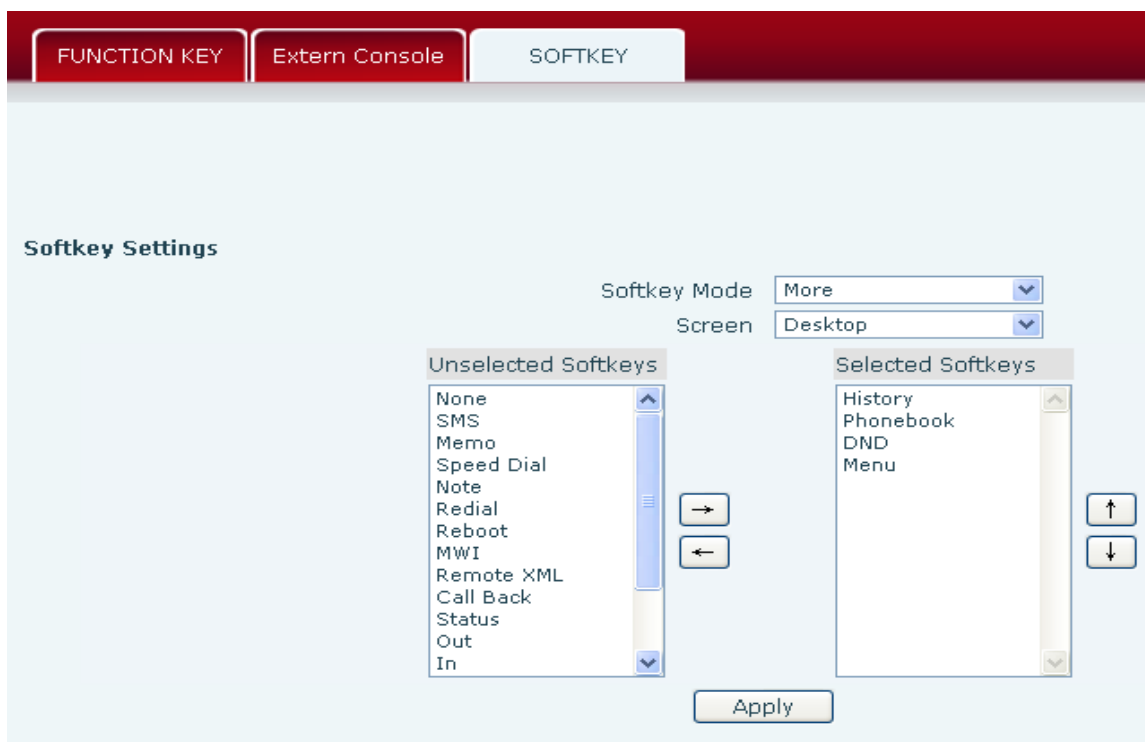 FUNCTION KEY
Extern Console
SOFTKEY
Softkey Settings
Softkey Mode More
Screen Desktop
Unselected Softkeys
None
SMS
Memo
Speed Dial
Note
Redial
Reboot
MWI
Remote XML
Call Back
Status
Out
In
→
←
Selected Softkeys
History
Phonebook
DND
Menu
↑
↓
Apply